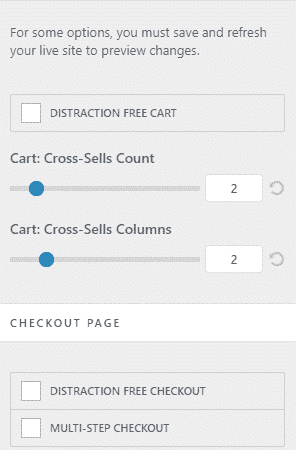 For some options, you must save and refresh
your live site to preview changes.
DISTRACTION FREE CART
Cart: Cross-Sells Count
2
Cart: Cross-Sells Columns
2
CHECKOUT PAGE
DISTRACTION FREE CHECKOUT
MULTI-STEP CHECKOUT